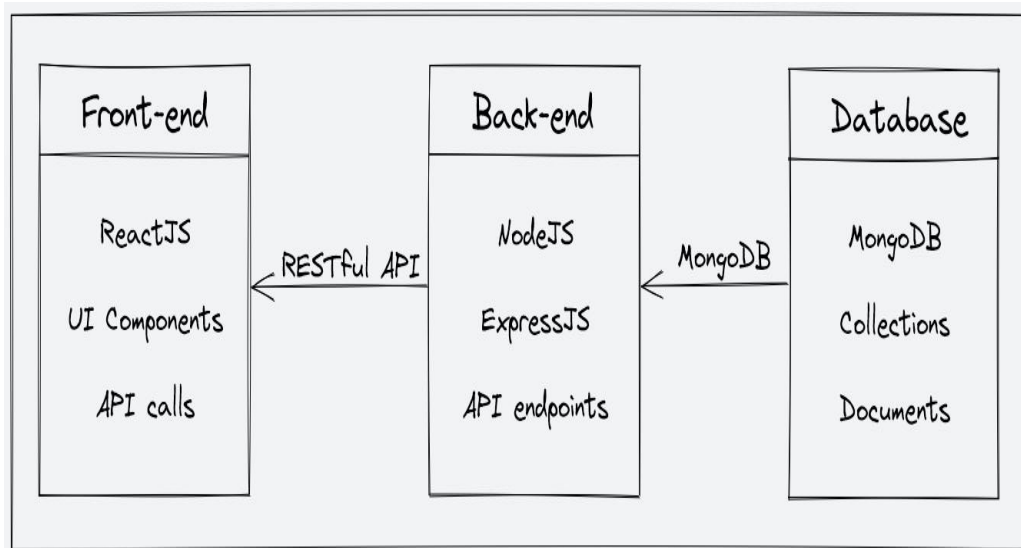 Front-end
ReactJS
UI Components
API calls
RESTful API
Back-end
NodeJS
ExpressJS
API endpoints
MongoDB
Database
MongoDB
Collections
Documents